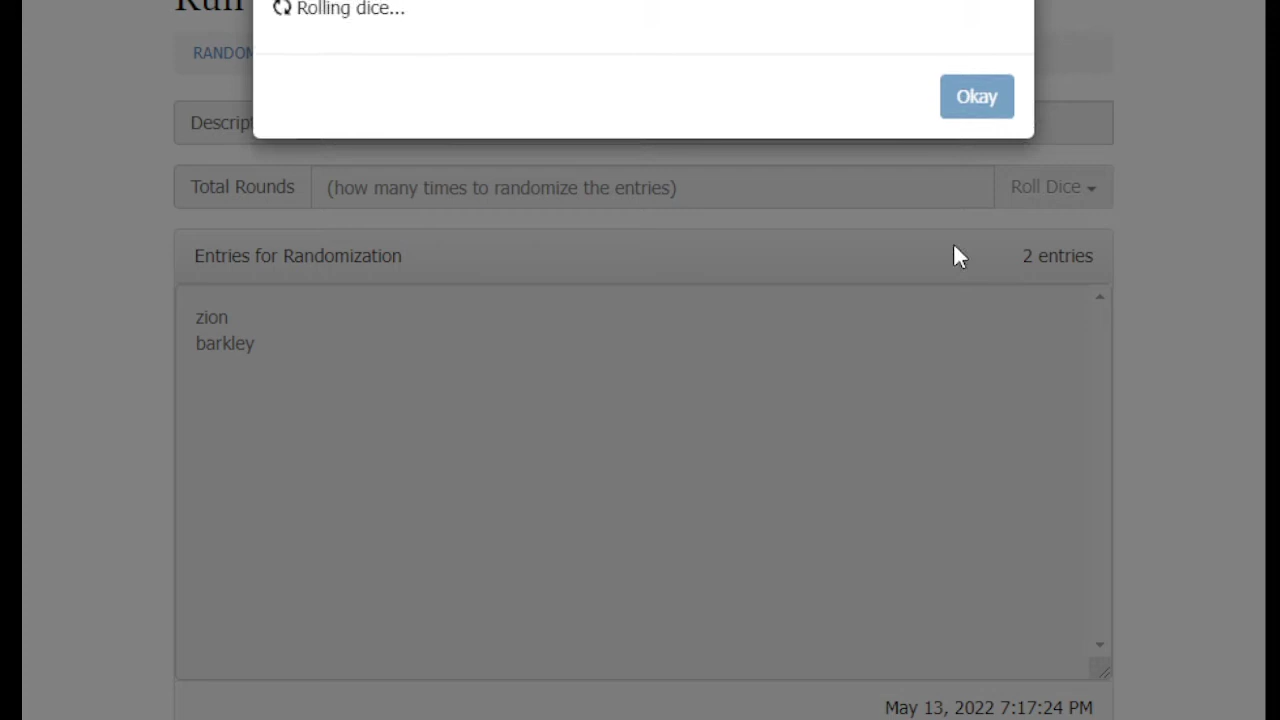 Rolling dice...
RANDOM
Okay
Descript
Total Rounds (how many times to randomize the entries) Roll Dice
Entries for Randomization 2 entries
zion
barkley
May 13, 2022 7:17:24 PM